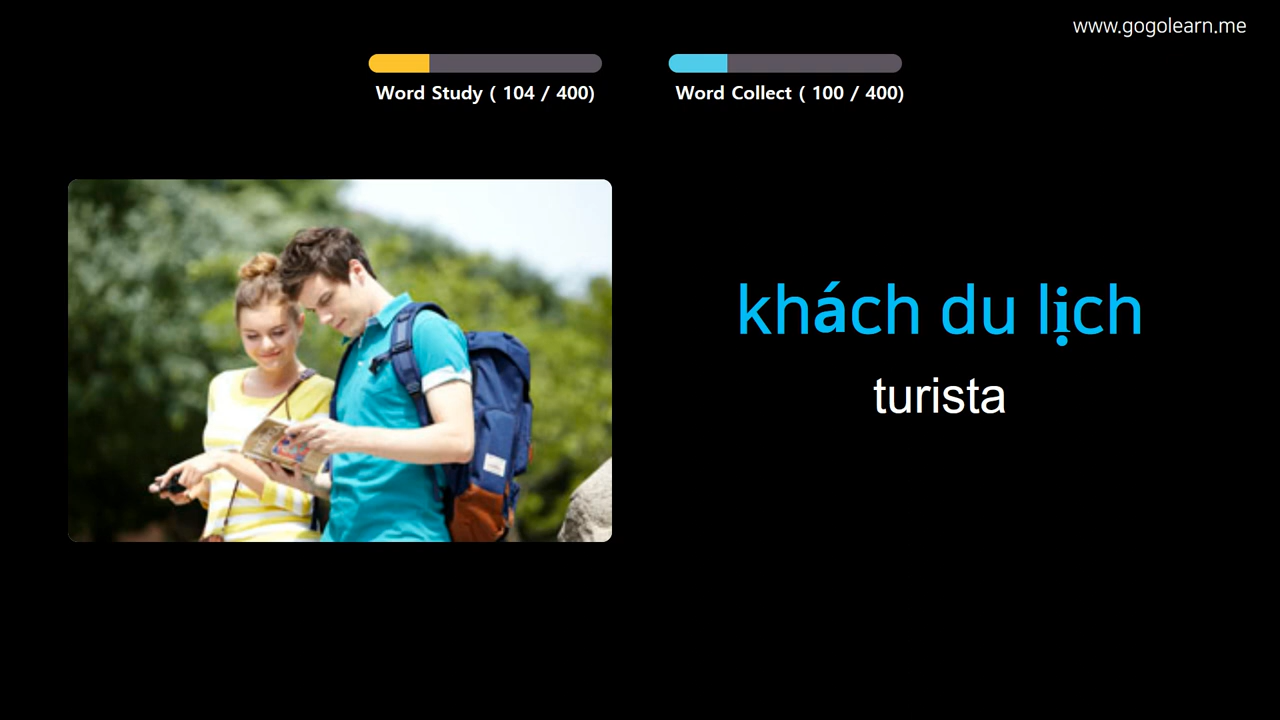 www.gogolearn.me
Word Study ( 104 / 400)
Word Collect ( 100 / 400)
khách du lịch
turista